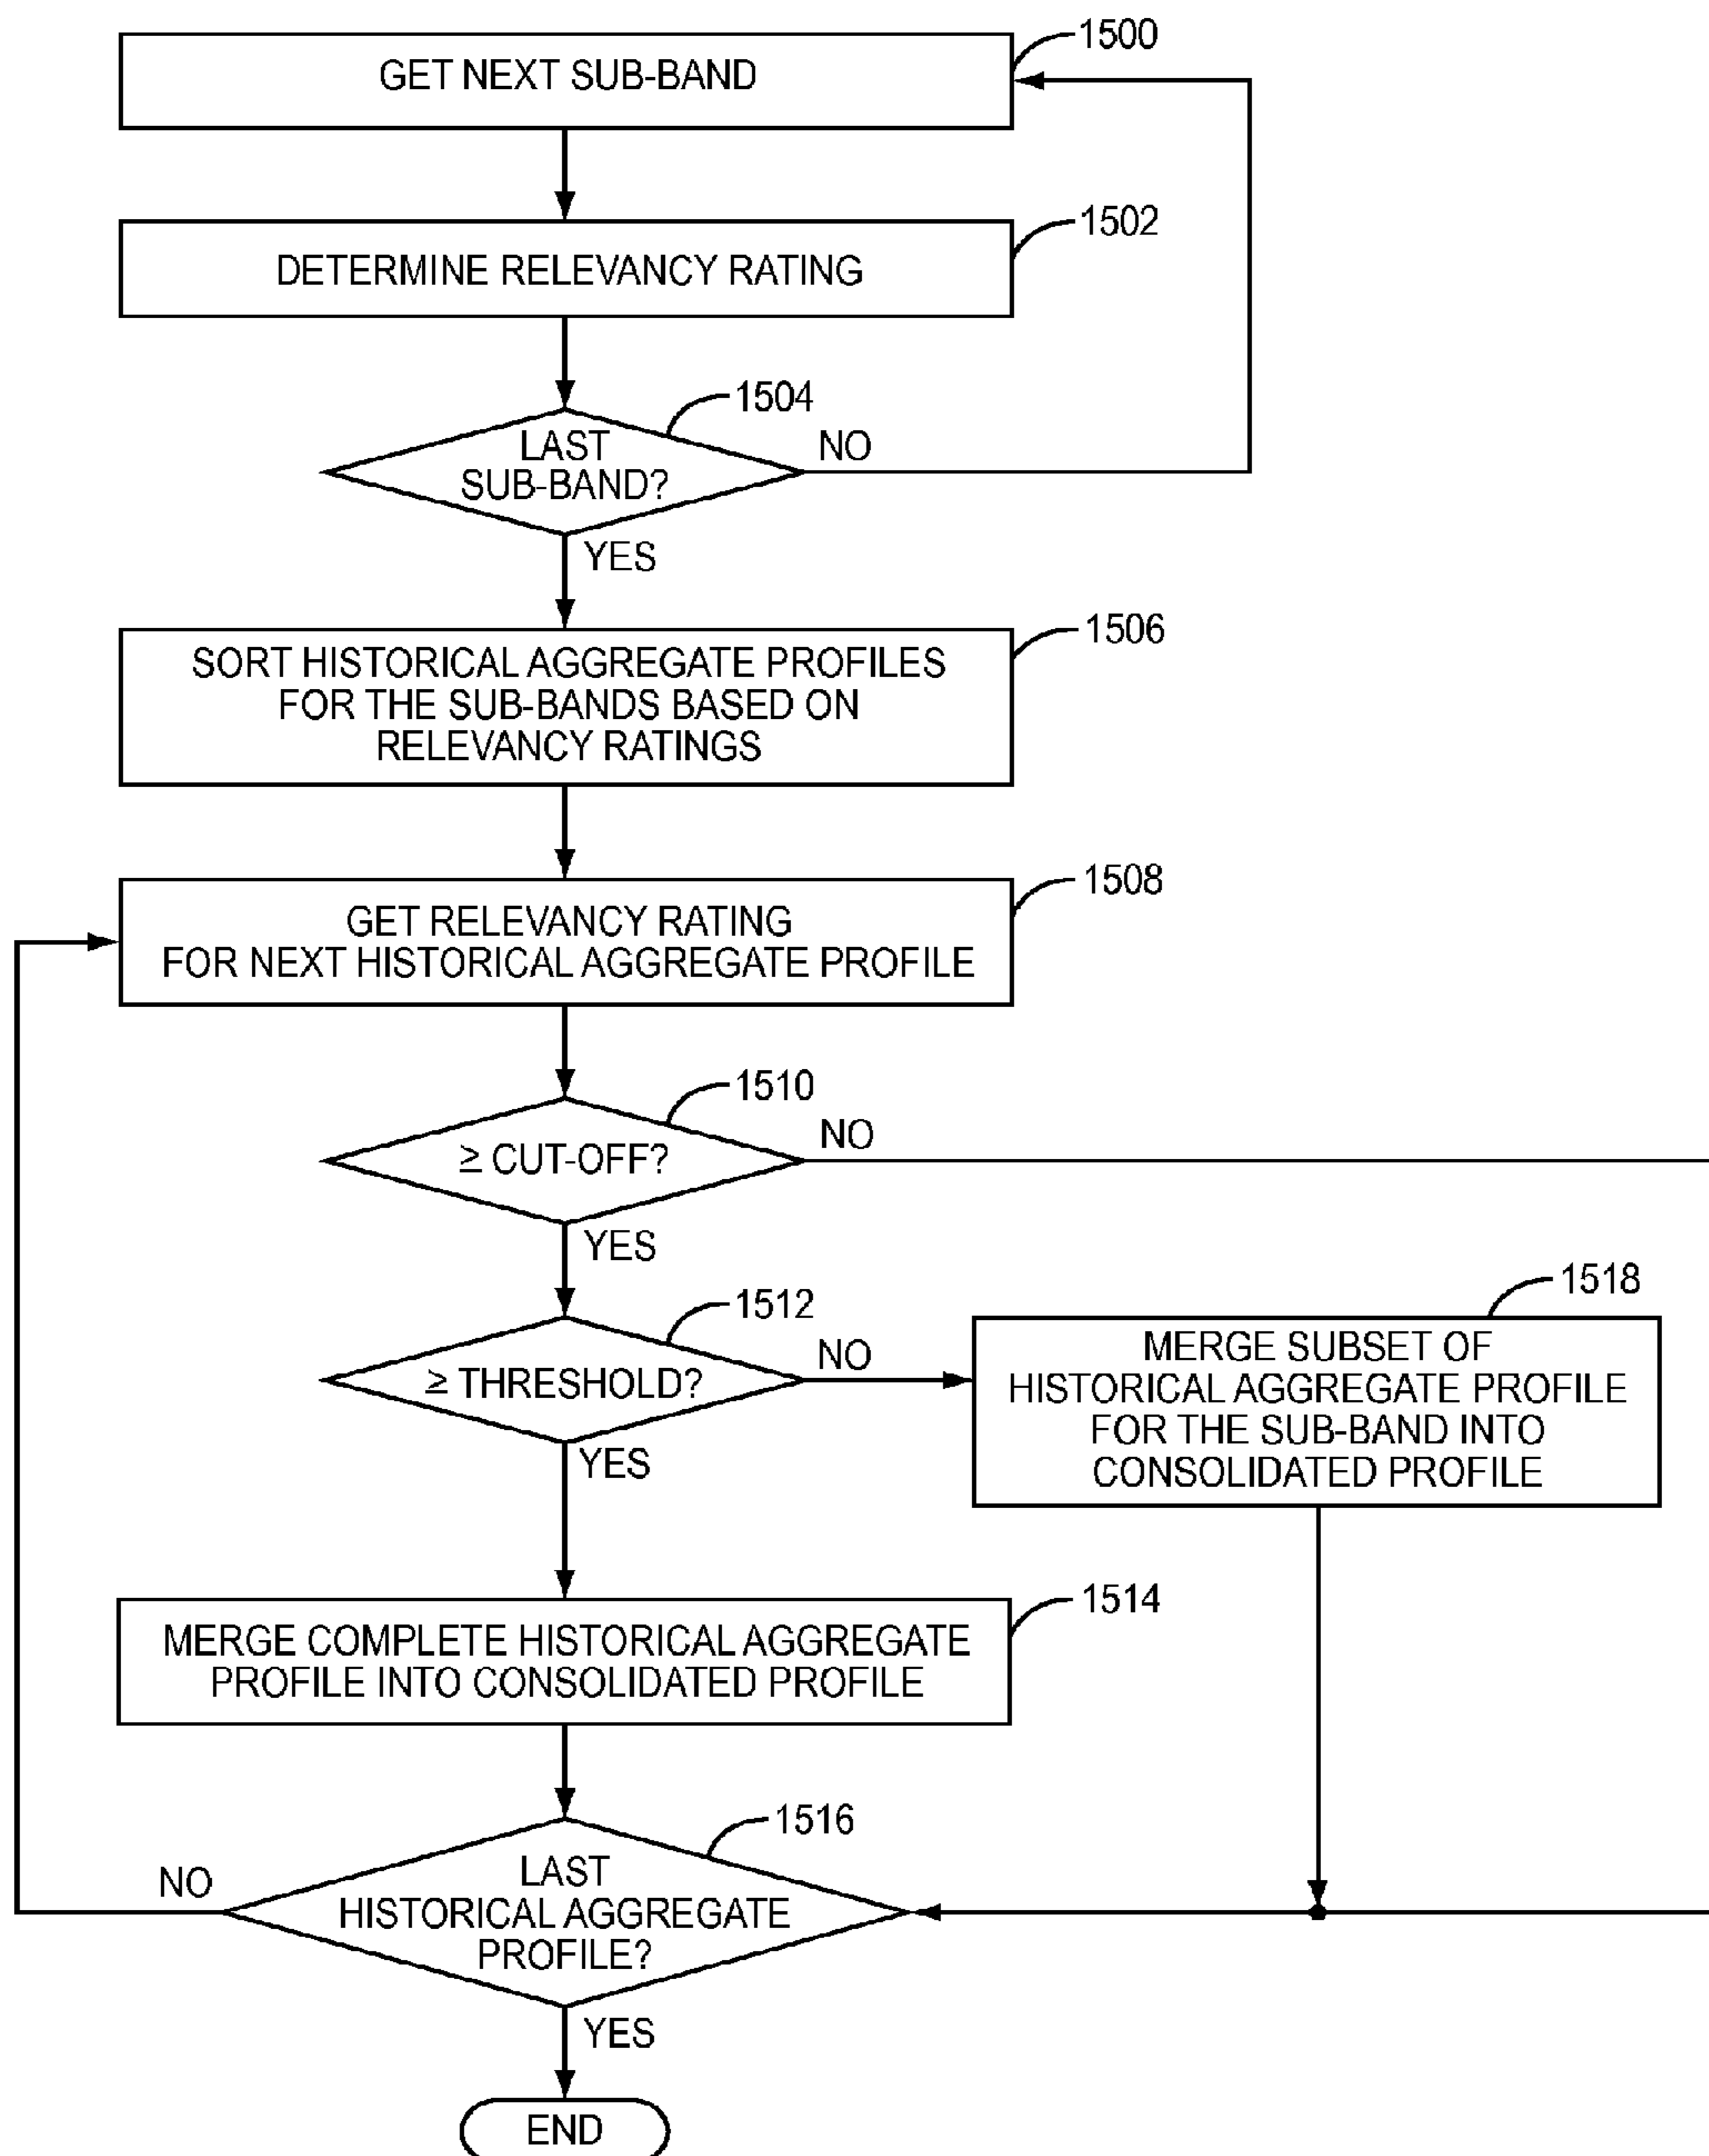 1500
GET NEXT SUB-BAND
1502
DETERMINE RELEVANCY RATING
1504
LAST
SUB-BAND?
NO
YES
1506
SORT HISTORICAL AGGREGATE PROFILES
FOR THE SUB-BANDS BASED ON
RELEVANCY RATINGS
1508
GET RELEVANCY RATING
FOR NEXT HISTORICAL AGGREGATE PROFILE
1510
≥ CUT-OFF?
NO
YES
1512
≥ THRESHOLD?
NO
YES
1518
MERGE SUBSET OF
HISTORICAL AGGREGATE PROFILE
FOR THE SUB-BAND INTO
CONSOLIDATED PROFILE
1514
MERGE COMPLETE HISTORICAL AGGREGATE
PROFILE INTO CONSOLIDATED PROFILE
1516
LAST
HISTORICAL AGGREGATE
PROFILE?
NO
YES
END